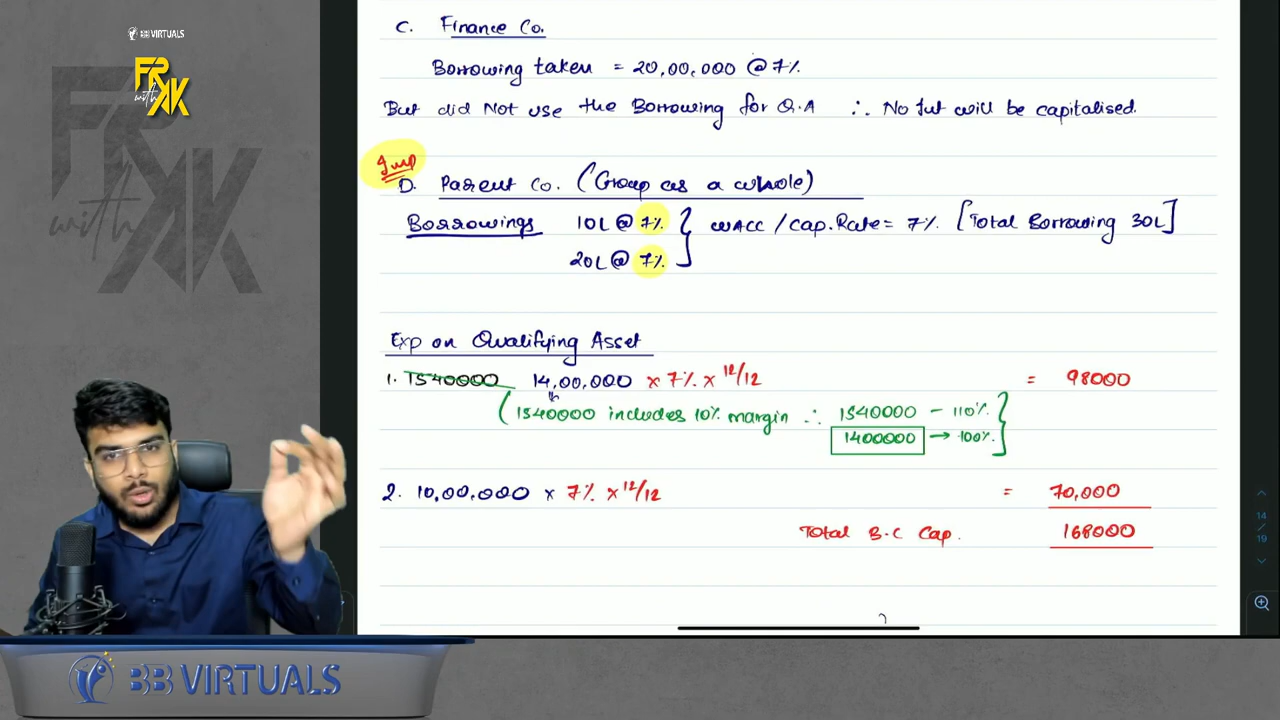 BB VIRTUALS
FR
with
AK
C. Finance Co.
Borrowing taken = 20,00,000 @ 7%
But did Not use the Borrowing for Q.A ∴ No Int will be capitalised.
Imp
D. Parent Co. (Group as a whole)
Borrowings 10L @ 7% } WACC / Cap. Rate = 7% [Total Borrowing 30L]
20L @ 7%
Exp on Qualifying Asset
1. 1540000 14,00,000 x 7% x 12/12 = 98000
(1540000 includes 10% margin ∴ 1540000 - 110%
1400000 → 100%
2. 10,00,000 x 7% x 12/12 = 70,000
Total B.C Cap. 168000
14
/
19
BB VIRTUALS